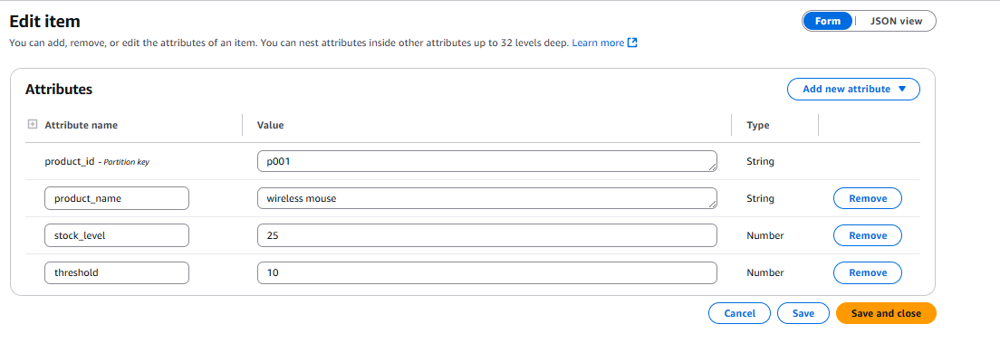 Edit item
Form JSON view
You can add, remove, or edit the attributes of an item. You can nest attributes inside other attributes up to 32 levels deep. Learn more
Attributes
Add new attribute
Attribute name Value Type
product_id - Partition key p001 String
product_name wireless mouse String Remove
stock_level 25 Number Remove
threshold 10 Number Remove
Cancel Save Save and close